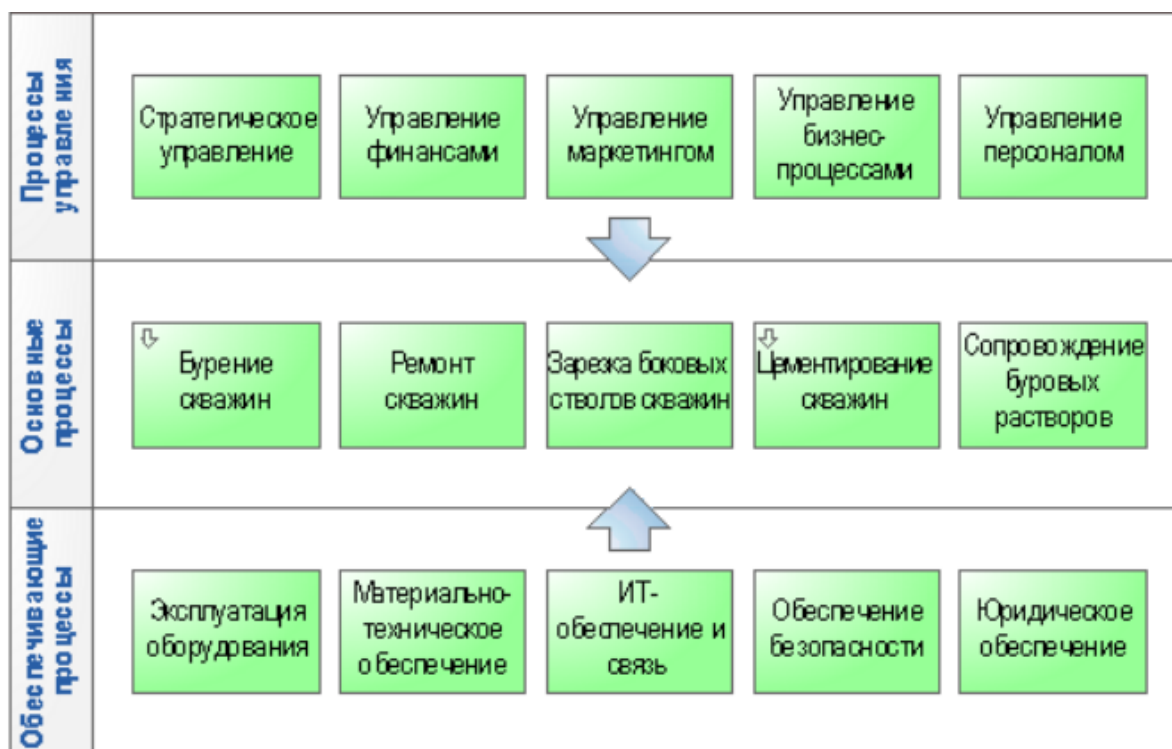 Процессы
управления
Стратегическое
управление
Управление
финансами
Управление
маркетингом
Управление
бизнес-
процессами
Управление
персоналом
Основные
процессы
Бурение
скважин
Ремонт
скважин
Зарезка боковых
стволов скважин
Цементирование
скважин
Сопровождение
буровых
растворов
Обеспечивающие
процессы
Эксплуатация
оборудования
Материально-
техническое
обеспечение
ИТ-
обеспечение и
связь
Обеспечение
безопасности
Юридическое
обеспечение